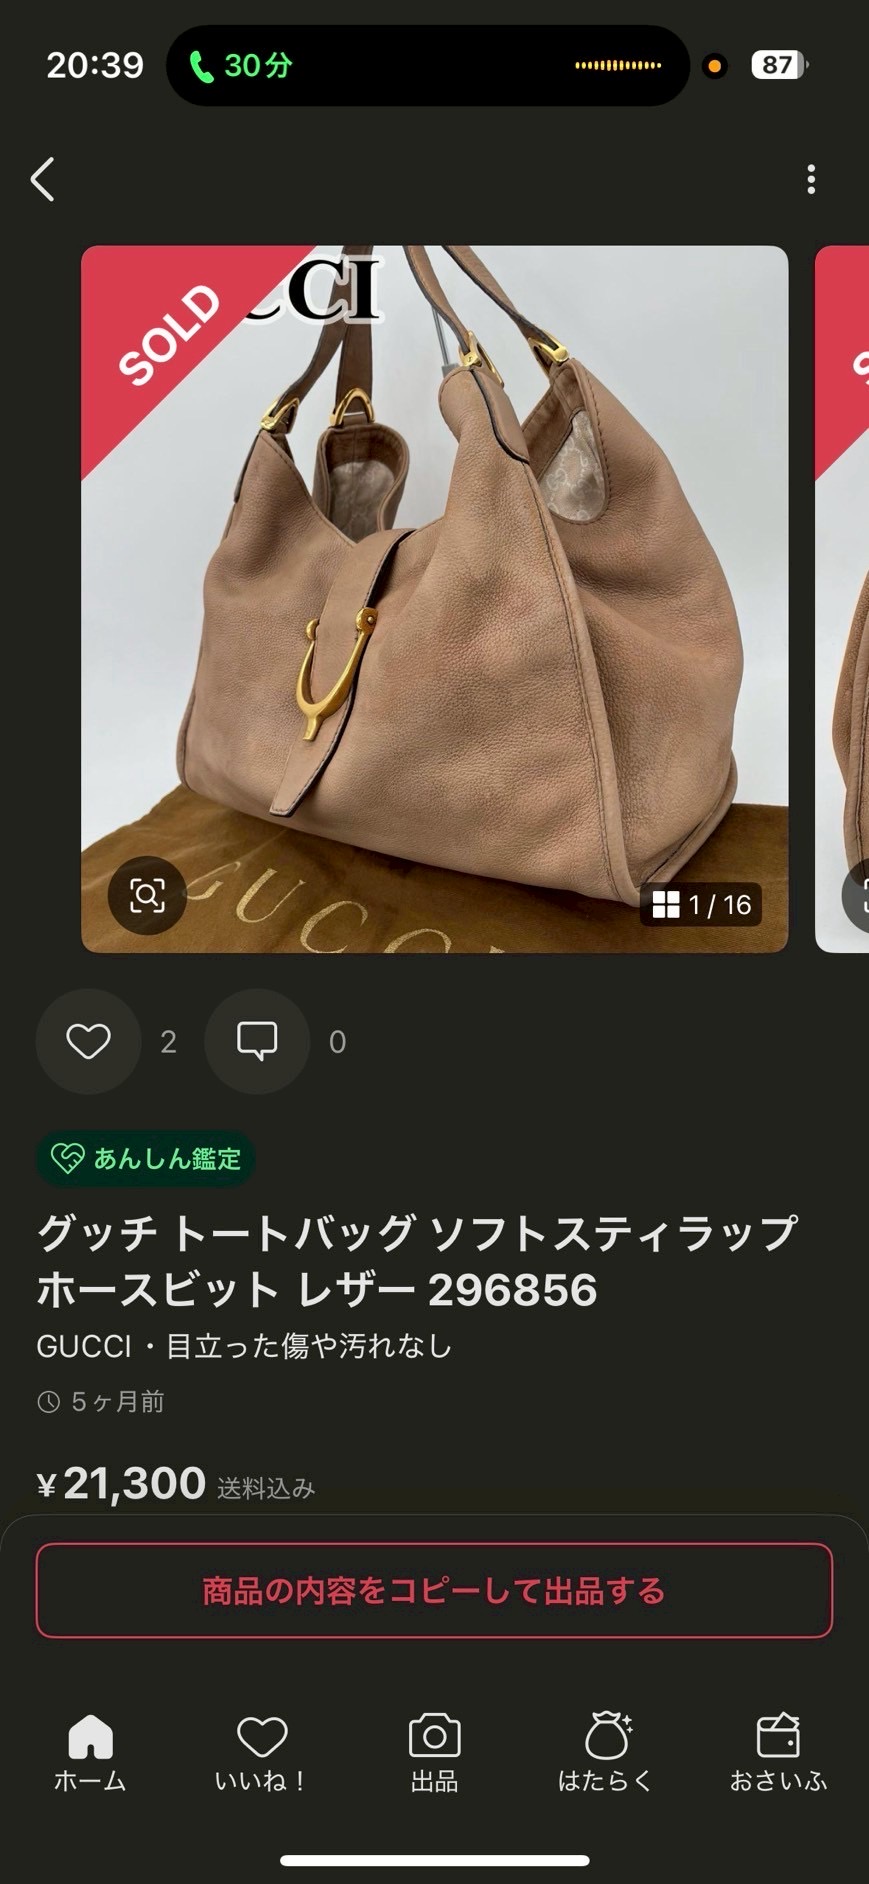 20:39
30分
87
SOLD
CCI
GUCCI
1 / 16
2
0
あんしん鑑定
グッチ トートバッグ ソフトスティラップ
ホースビット レザー 296856
GUCCI・目立った傷や汚れなし
5ヶ月前
¥21,300 送料込み
商品の内容をコピーして出品する
ホーム
いいね！
出品
はたらく
おさいふ